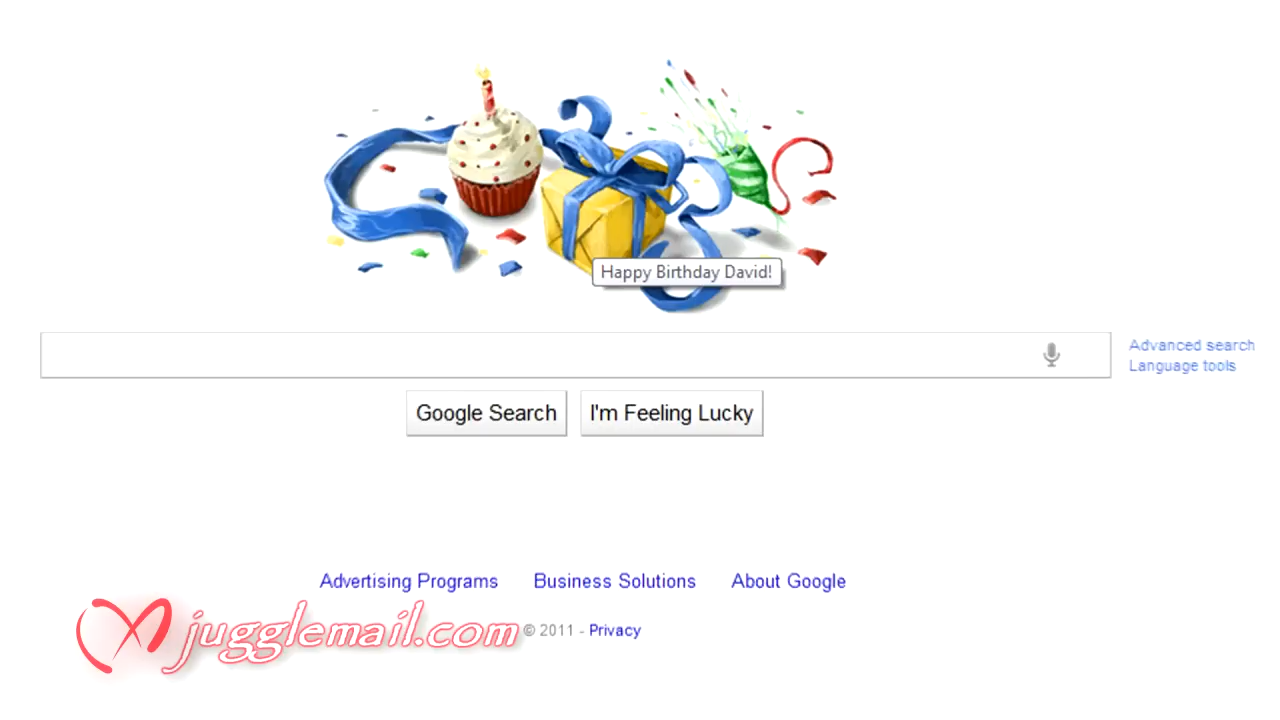 Happy Birthday David!
Advanced search
Language tools
Google Search
I'm Feeling Lucky
Advertising Programs
Business Solutions
About Google
jugglemail.com
© 2011 - Privacy